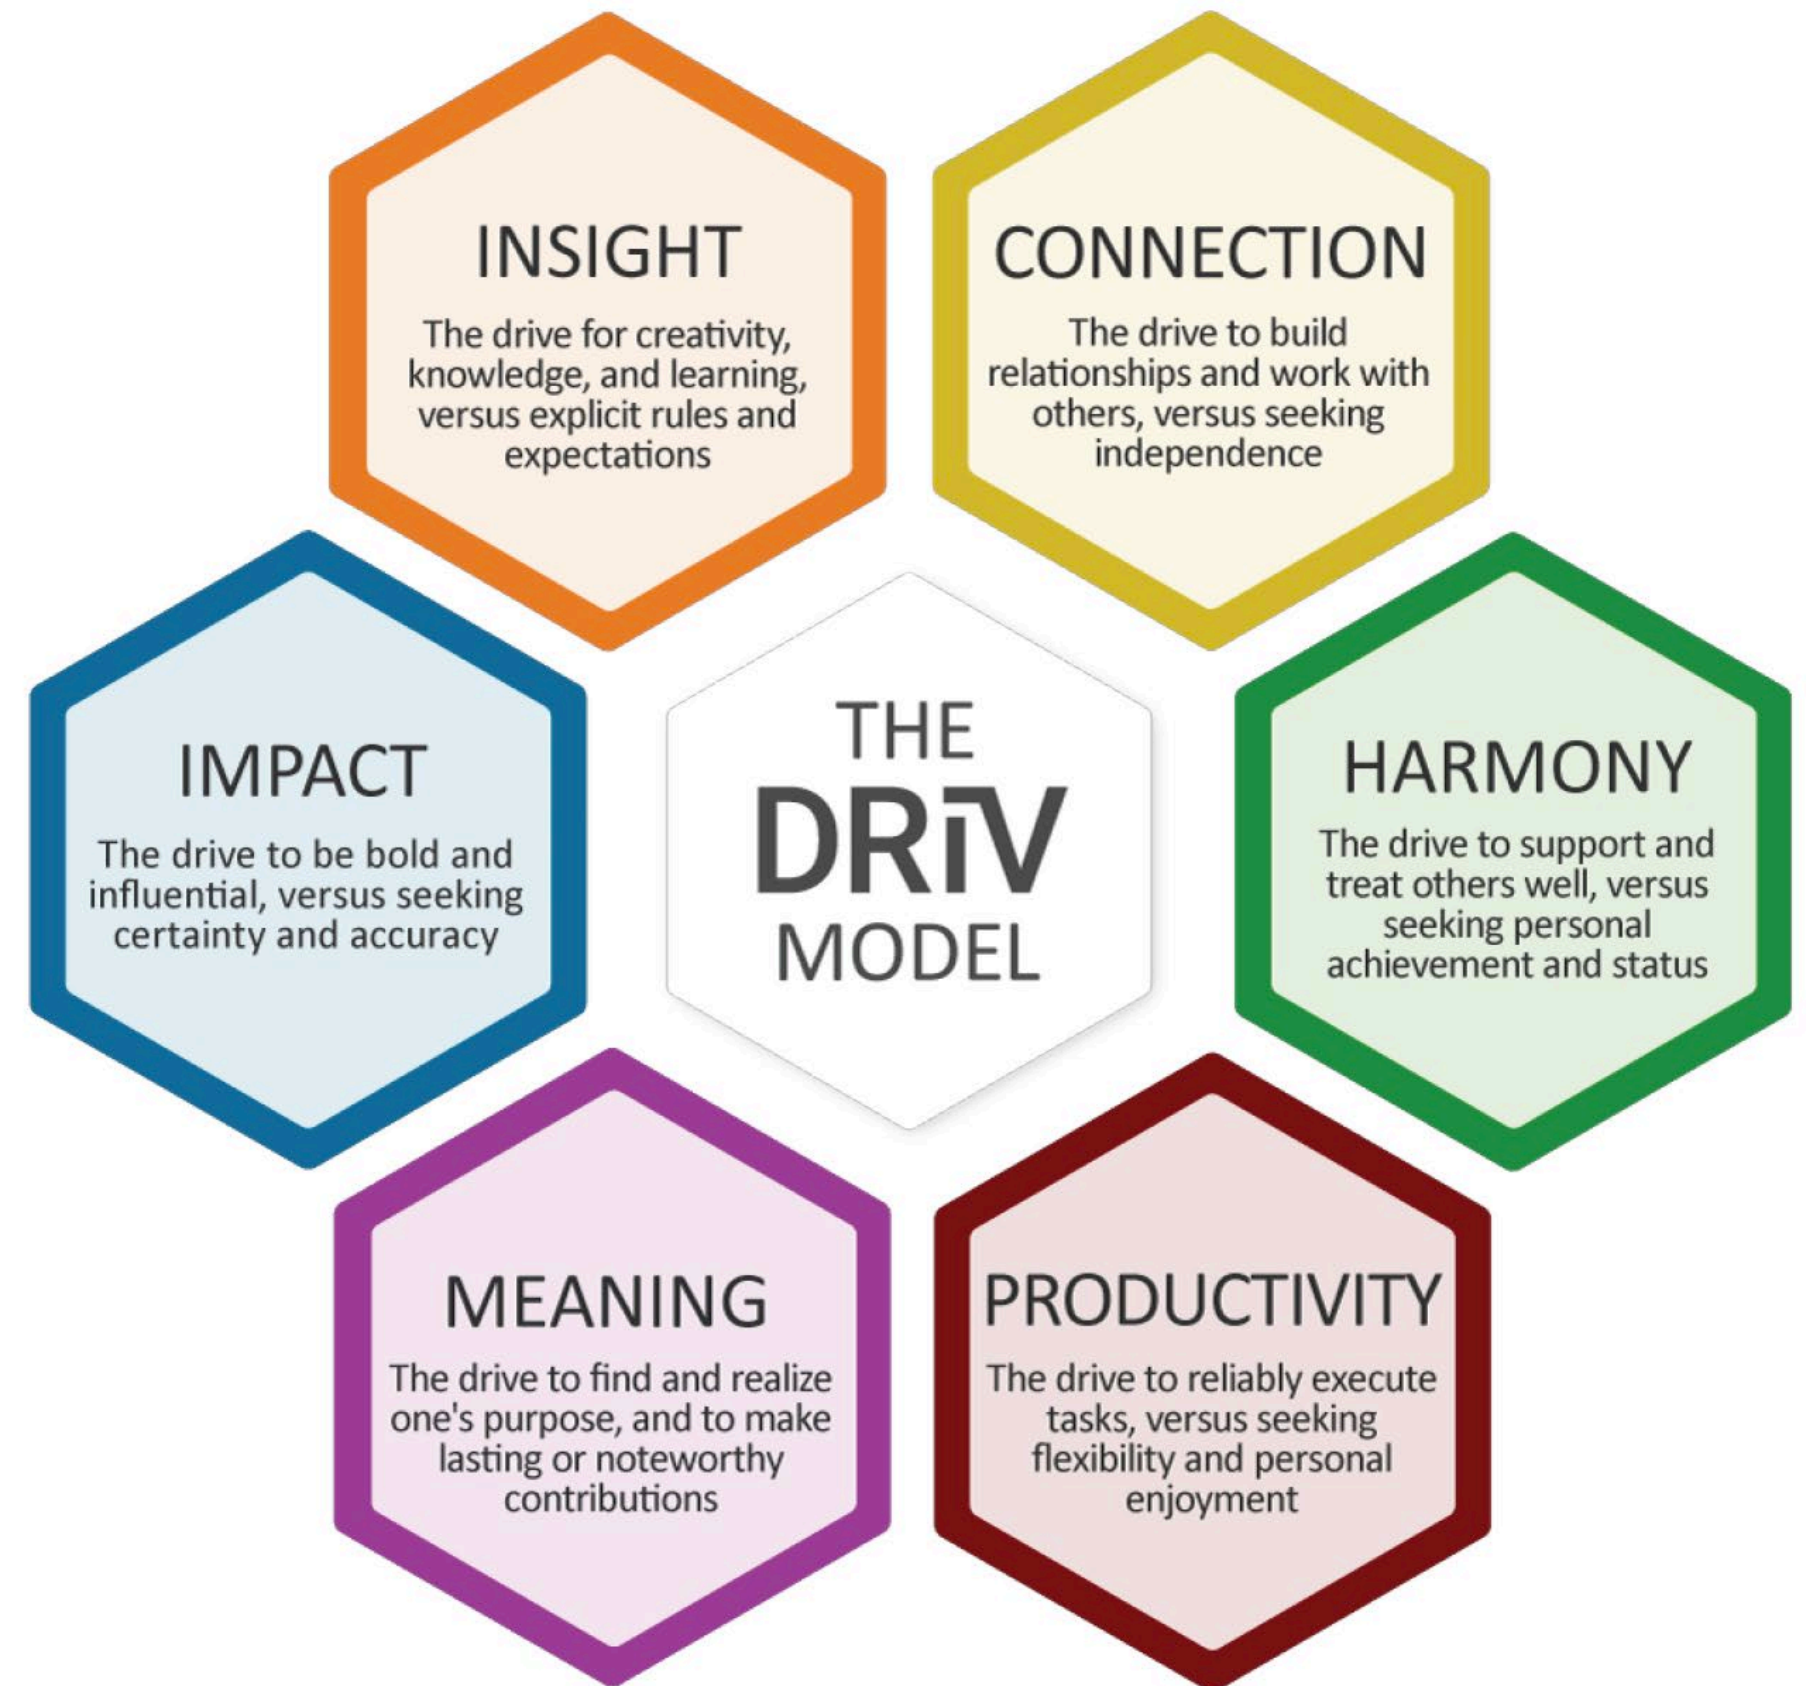 INSIGHT
The drive for creativity,
knowledge, and learning,
versus explicit rules and
expectations
CONNECTION
The drive to build
relationships and work with
others, versus seeking
independence
IMPACT
The drive to be bold and
influential, versus seeking
certainty and accuracy
THE
DRiV
MODEL
HARMONY
The drive to support and
treat others well, versus
seeking personal
achievement and status
MEANING
The drive to find and realize
one's purpose, and to make
lasting or noteworthy
contributions
PRODUCTIVITY
The drive to reliably execute
tasks, versus seeking
flexibility and personal
enjoyment